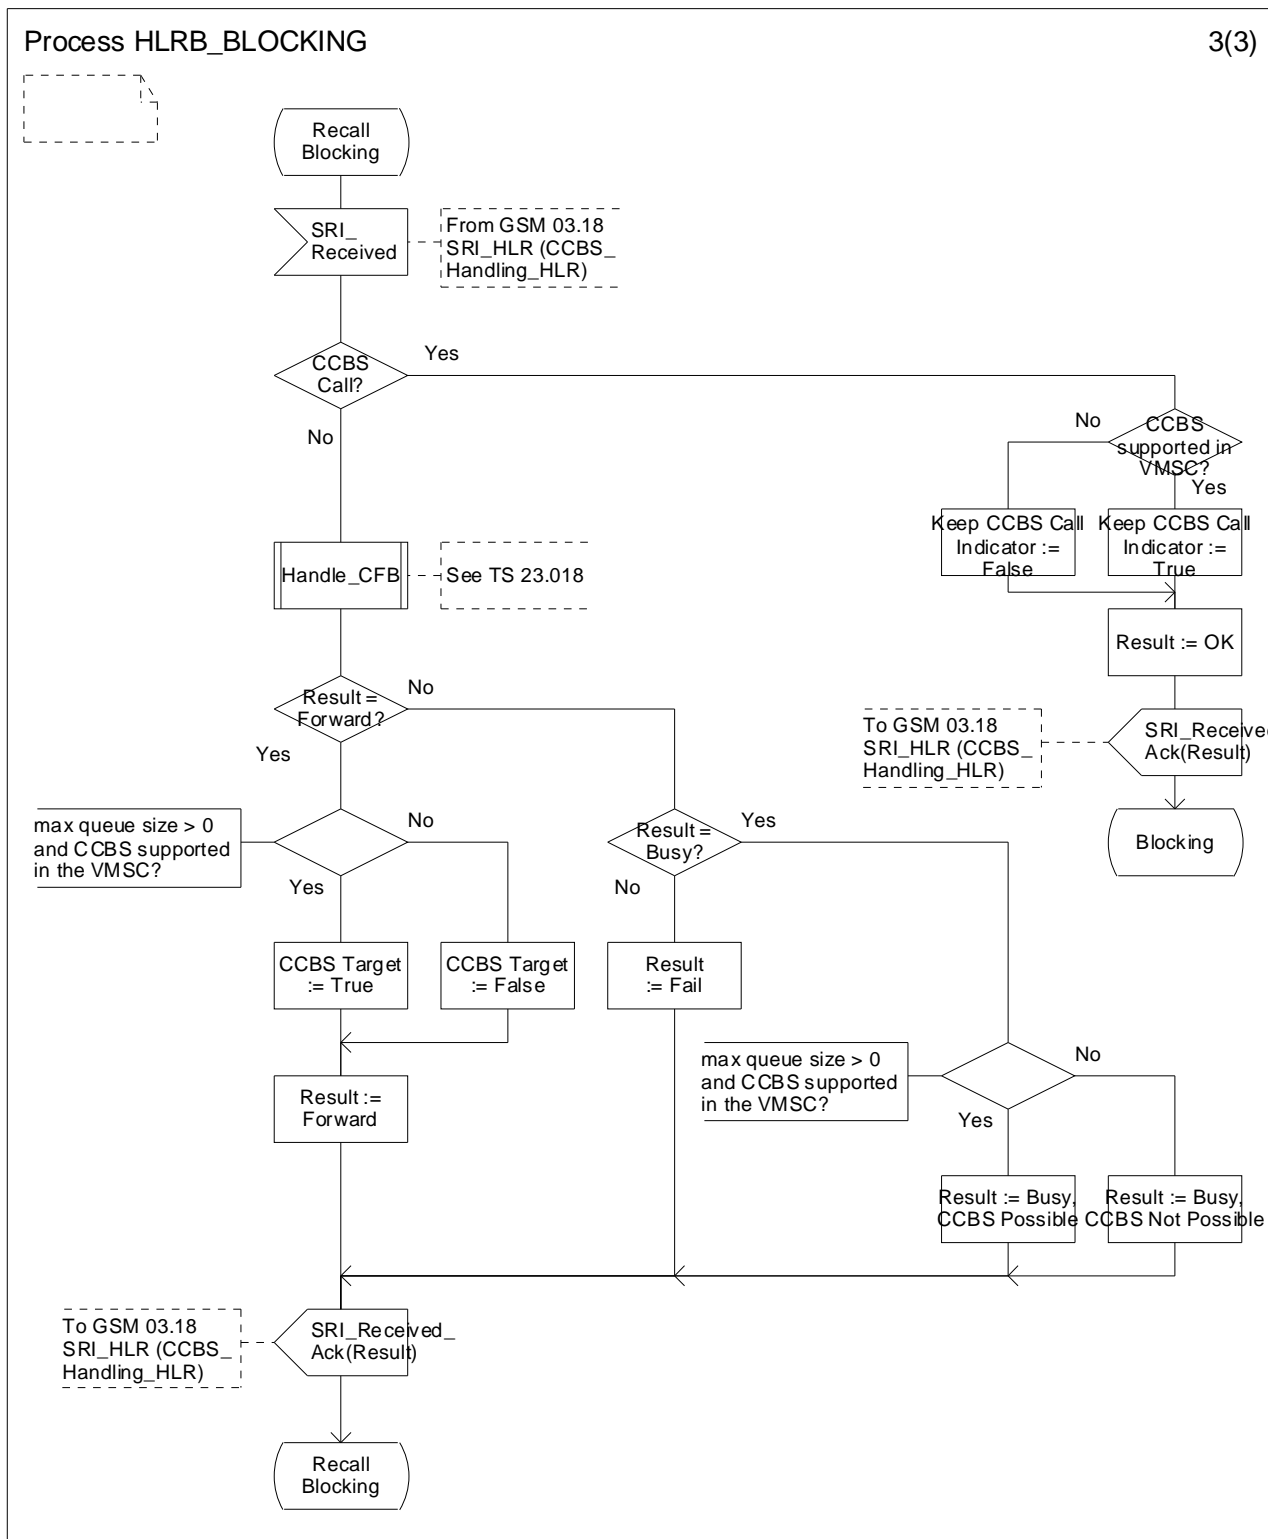 Process HLRB_BLOCKING
3(3)
Recall
Blocking
SRI_
Received
From GSM 03.18
SRI_HLR (CCBS_
Handling_HLR)
CCBS
Call?
Yes
No
No
CCBS
supported in
VMSC?
Yes
Keep CCBS Call
Indicator :=
False
Keep CCBS Call
Indicator :=
True
Handle_CFB
See TS 23.018
Result := OK
Result =
Forward?
No
Yes
To GSM 03.18
SRI_HLR (CCBS_
Handling_HLR)
SRI_Received
Ack(Result)
Blocking
max queue size > 0
and CCBS supported
in the VMSC?
No
Yes
Result =
Busy?
Yes
No
CCBS Target
:= True
CCBS Target
:= False
Result
:= Fail
max queue size > 0
and CCBS supported
in the VMSC?
No
Yes
Result :=
Forward
Result := Busy,
CCBS Possible
Result := Busy,
CCBS Not Possible
To GSM 03.18
SRI_HLR (CCBS_
Handling_HLR)
SRI_Received_
Ack(Result)
Recall
Blocking